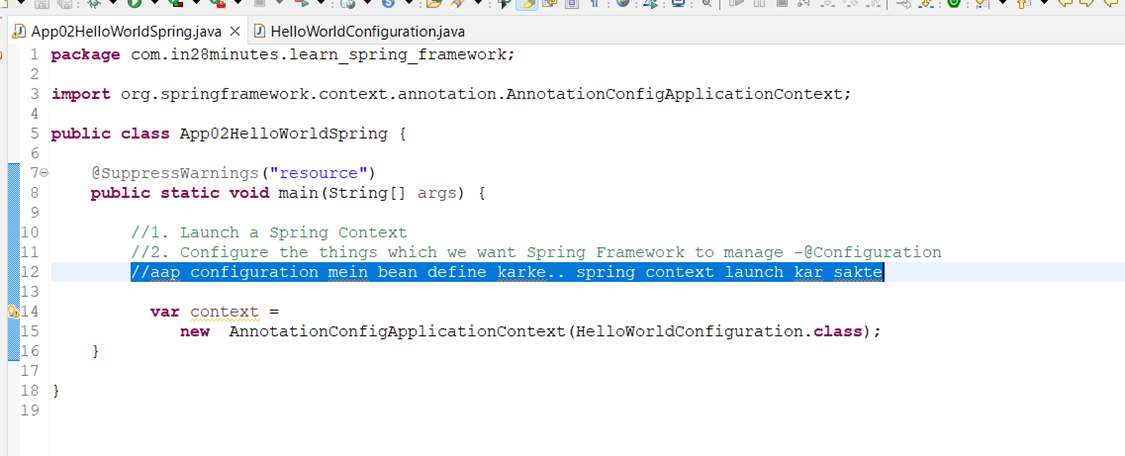 App02HelloWorldSpring.java HelloWorldConfiguration.java
1 package com.in28minutes.learn_spring_framework;
2
3 import org.springframework.context.annotation.AnnotationConfigApplicationContext;
4
5 public class App02HelloWorldSpring {
6
7 @SuppressWarnings("resource")
8 public static void main(String[] args) {
9
10 //1. Launch a Spring Context
11 //2. Configure the things which we want Spring Framework to manage -@Configuration
12 //aap configuration mein bean define karke.. spring context launch kar sakte
13
14 var context =
15 new AnnotationConfigApplicationContext(HelloWorldConfiguration.class);
16 }
17
18 }
19